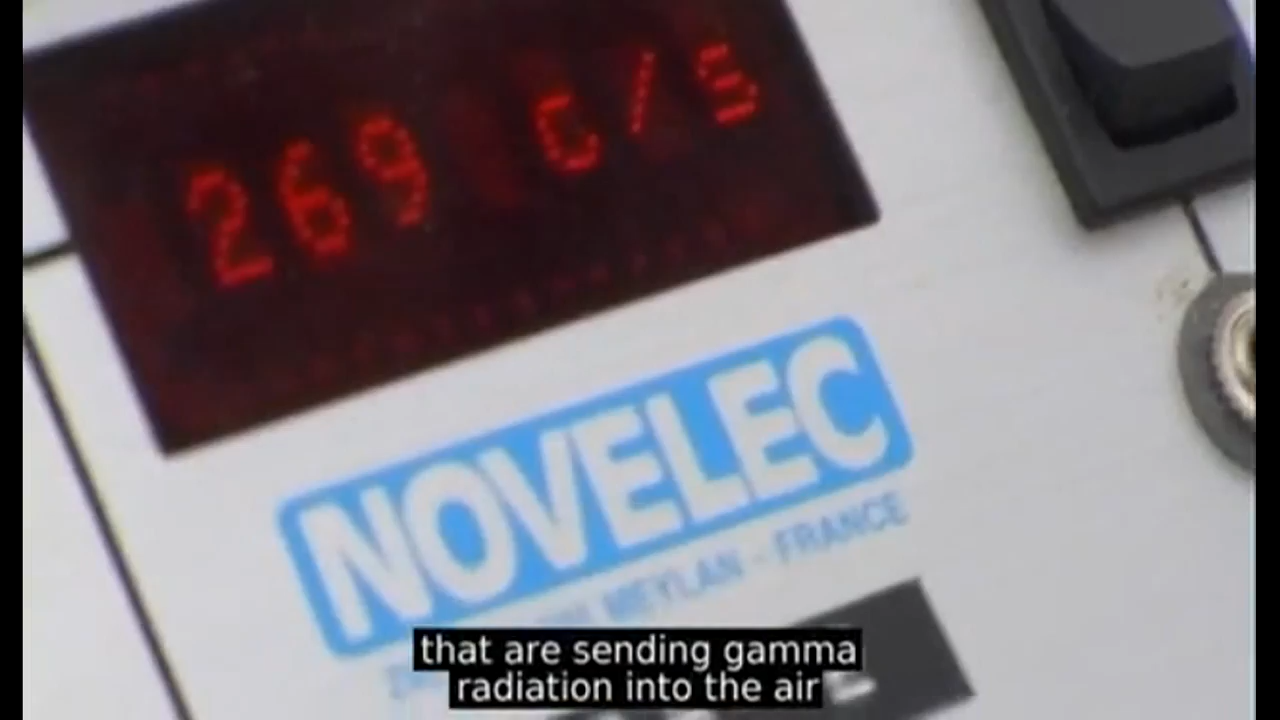 269 c/s
NOVELEC
MEYLAN - FRANCE
that are sending gamma
radiation into the air